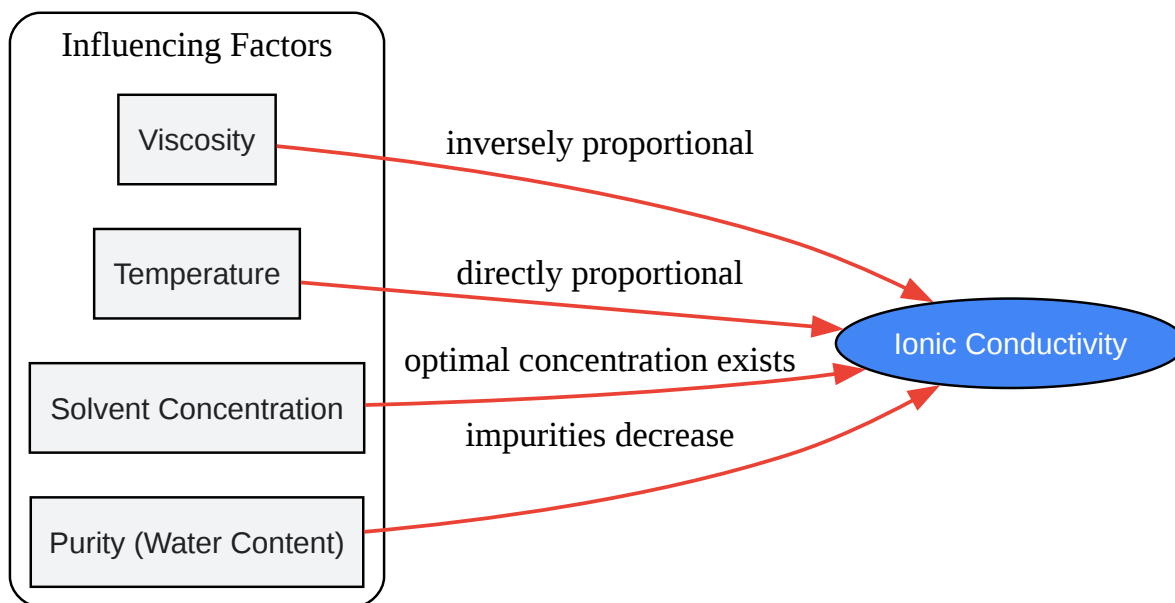 Influencing Factors
Viscosity
inversely proportional
Temperature
directly proportional
Ionic Conductivity
optimal concentration exists
Solvent Concentration
impurities decrease
Purity (Water Content)